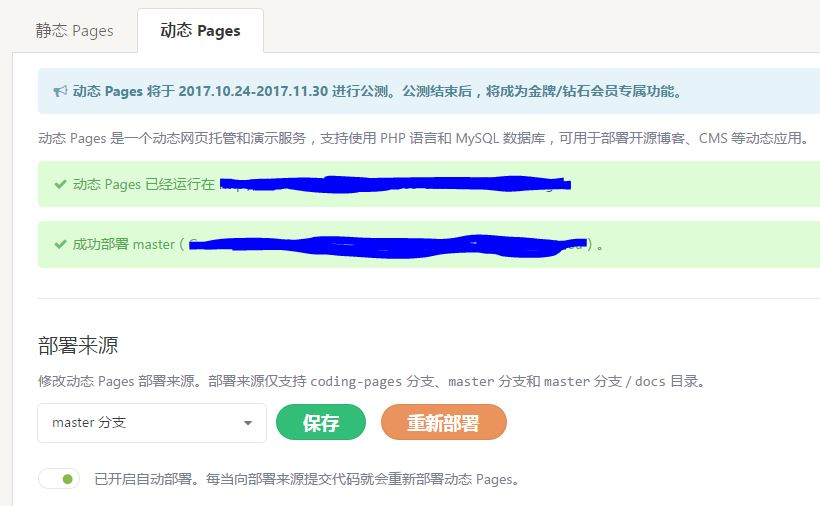 静态 Pages
动态 Pages
动态 Pages 将于 2017.10.24-2017.11.30 进行公测。公测结束后，将成为金牌/钻石会员专属功能。
动态 Pages 是一个动态网页托管和演示服务，支持使用 PHP 语言和 MySQL 数据库，可用于部署开源博客、CMS 等动态应用。
动态 Pages 已经运行在
成功部署 master（ ）。
部署来源
修改动态 Pages 部署来源。部署来源仅支持 coding-pages 分支、master 分支和 master 分支 / docs 目录。
master 分支 保存 重新部署
已开启自动部署。每当向部署来源提交代码就会重新部署动态 Pages。